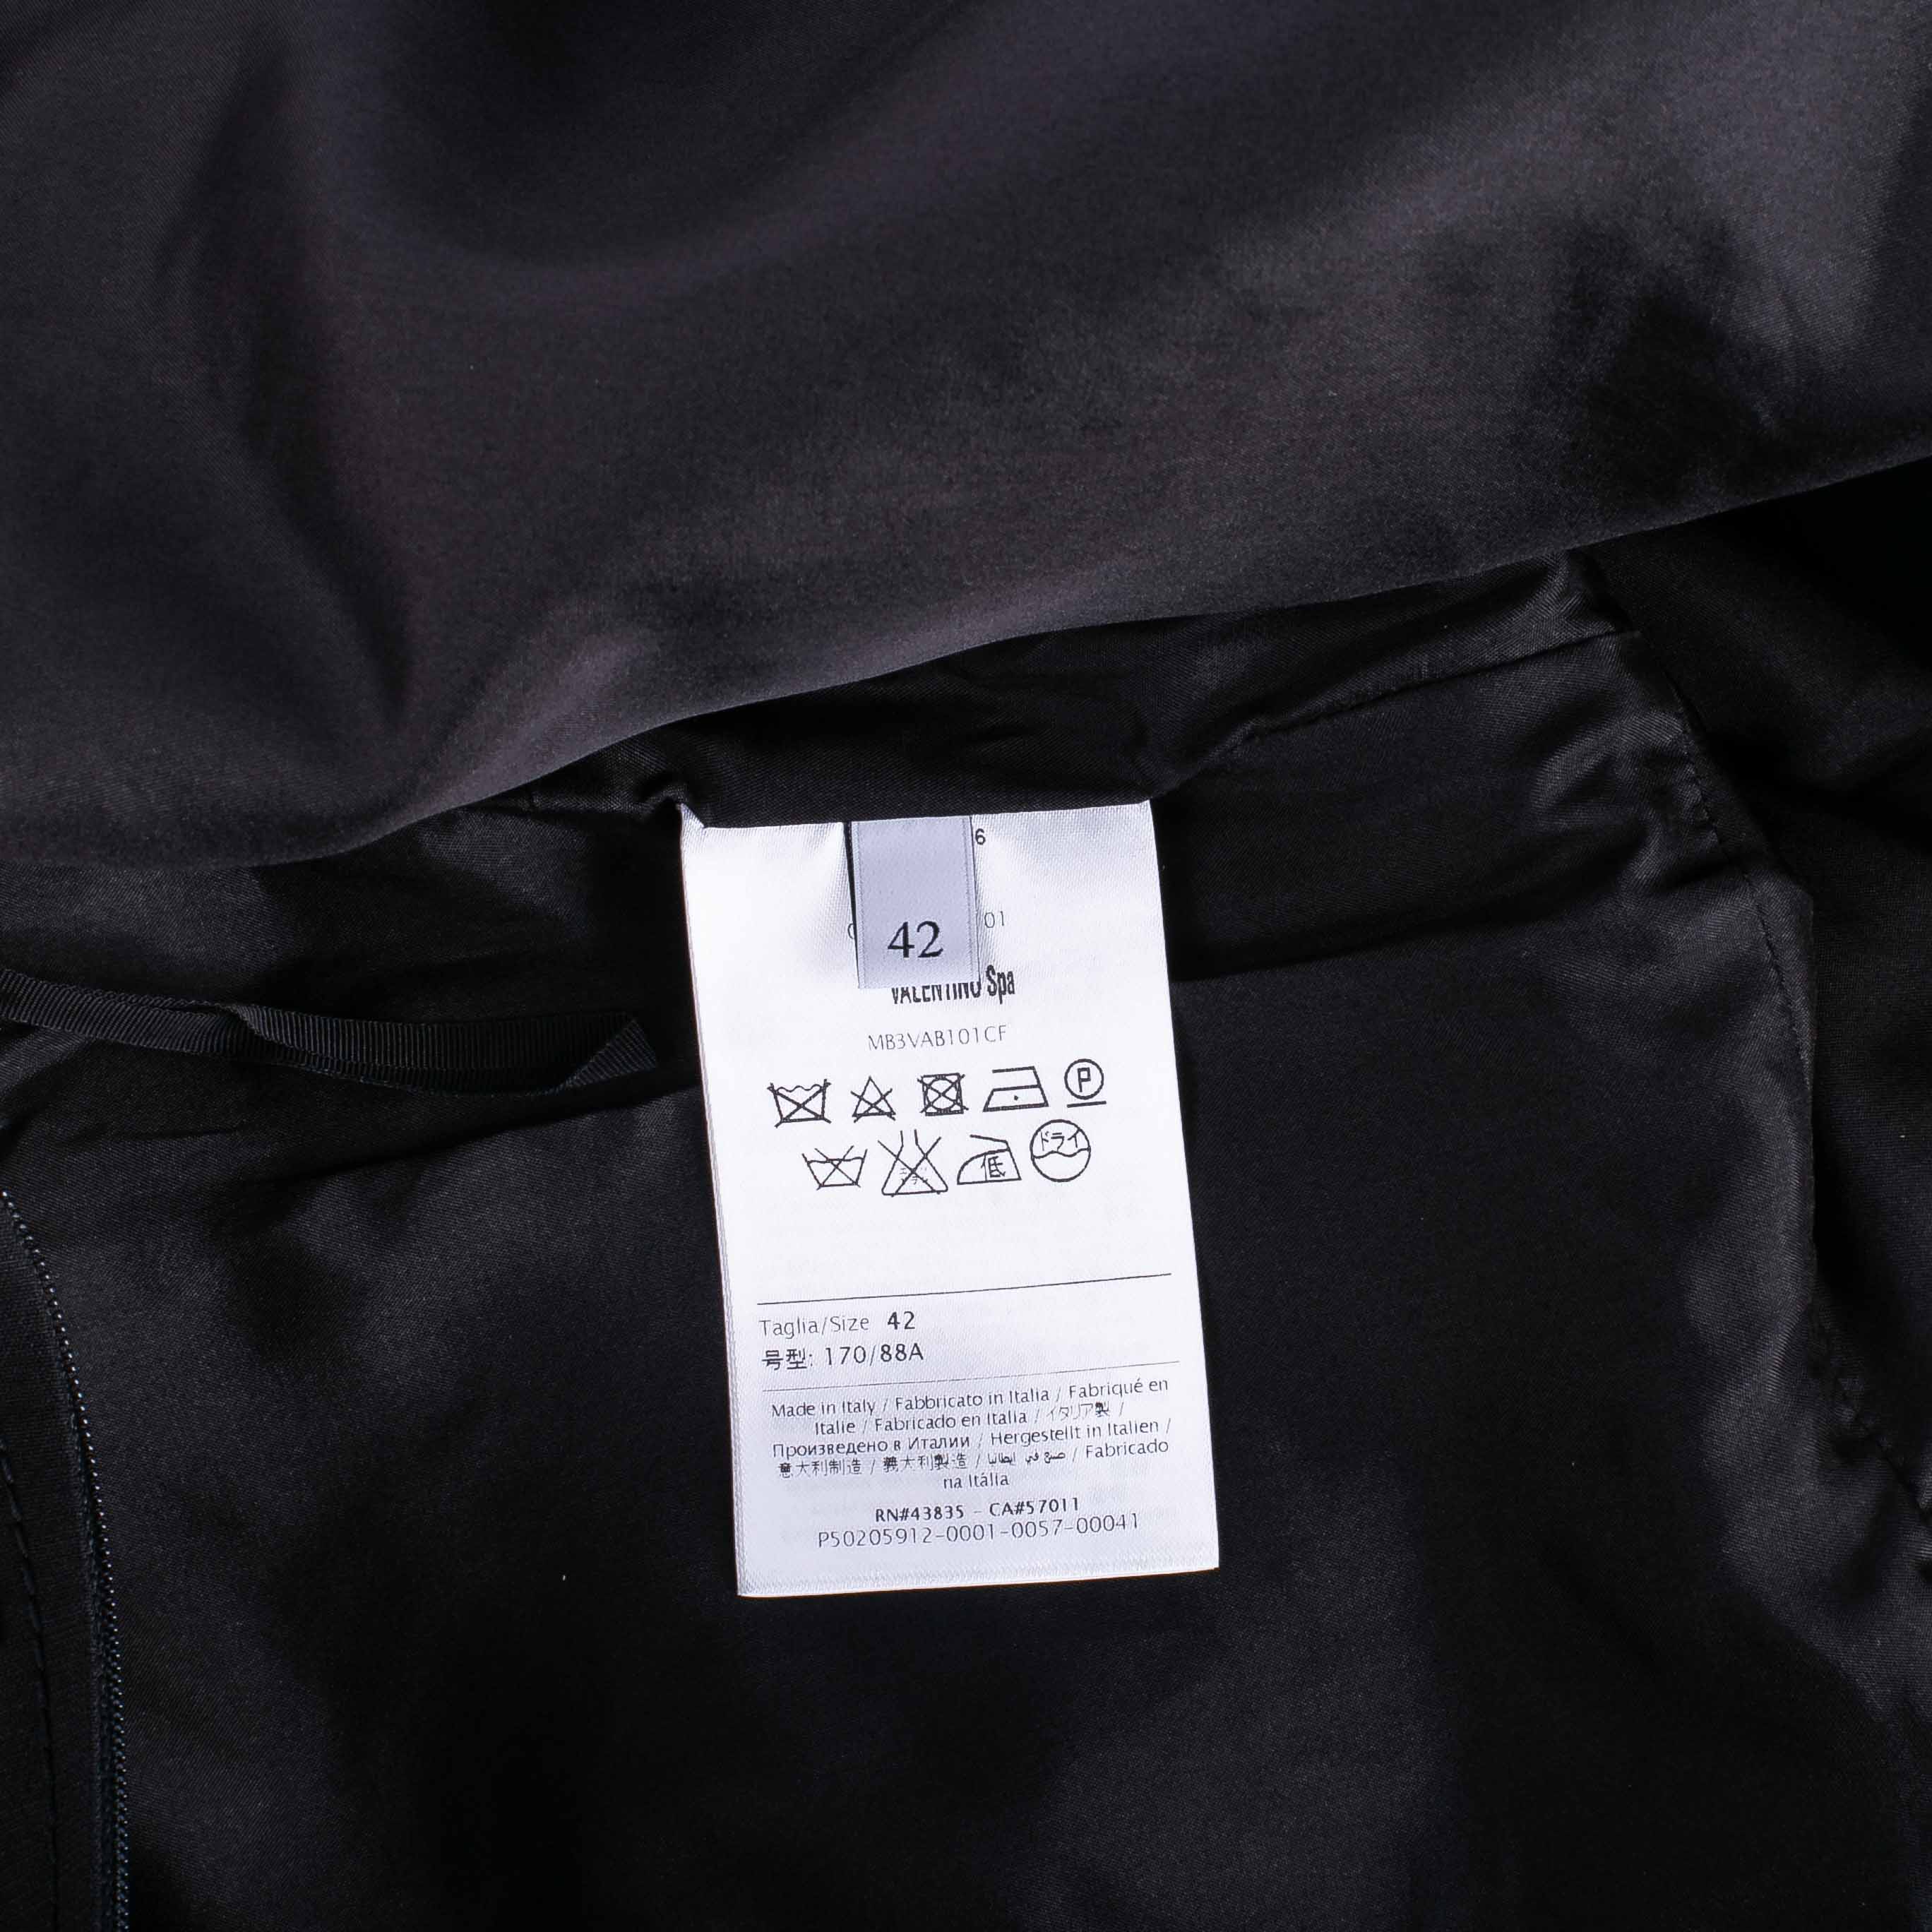 6
01
42
VALENTINO Spa
MB3VAB101CF
P
ドライ
低
Taglia/Size 42
号型: 170/88A
Made in Italy / Fabbricato in Italia / Fabriqué en
Italie / Fabricado en Italia / イタリア製 /
Произведено в Италии / Hergestellt in Italien /
意大利制造 / 義大利製造 / صنع في ايطاليا / Fabricado
na Itália
RN#43835 - CA#57011
P50205912-0001-0057-00041